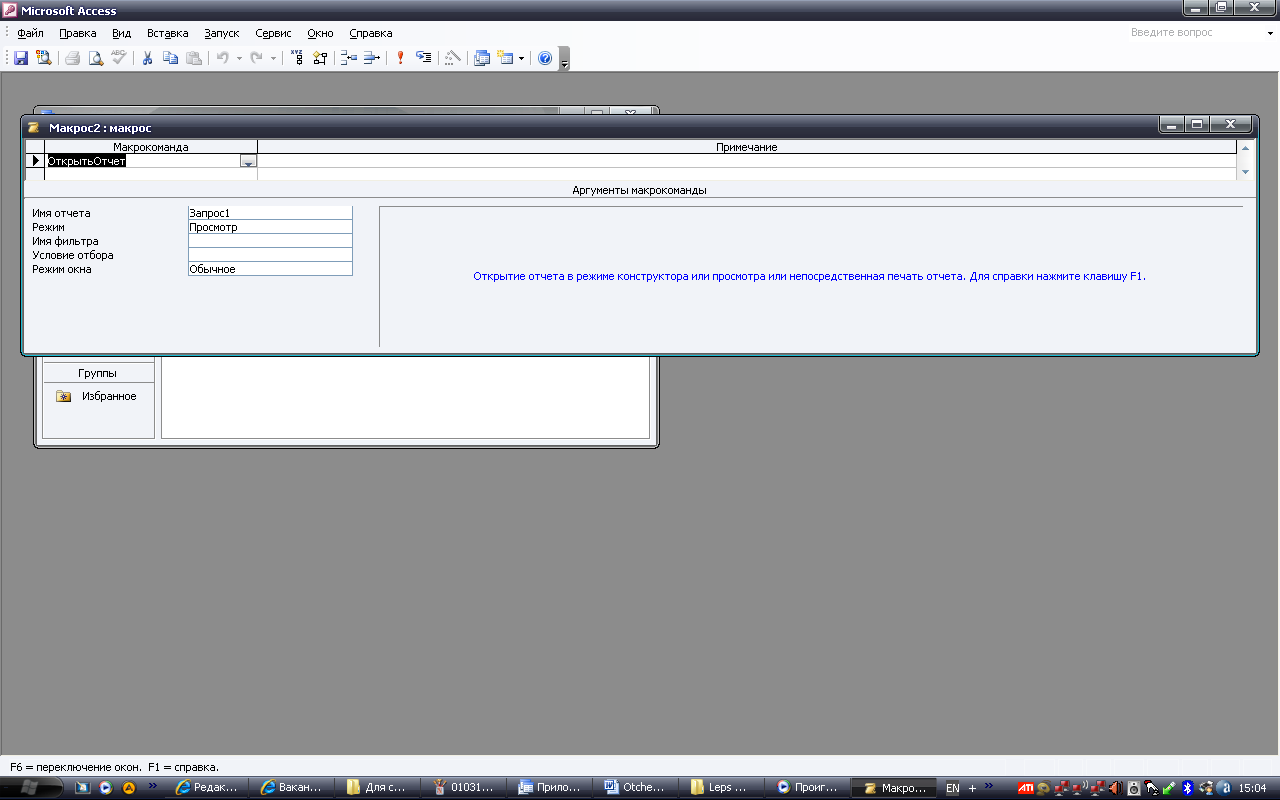 Microsoft Access
Файл Правка Вид Вставка Запуск Сервис Окно Справка Введите вопрос
Макрос2 : макрос
Макрокоманда Примечание
ОткрытьОтчет
Аргументы макрокоманды
Имя отчета Запрос1
Режим Просмотр
Имя фильтра
Условие отбора
Режим окна Обычное
Открытие отчета в режиме конструктора или просмотра или непосредственная печать отчета. Для справки нажмите клавишу F1.
Группы
Избранное
F6 = переключение окон. F1 = справка.
Редак... Вакан... Для с... 01031... Прило... Otche... Leps ... Проиг... Макро... EN ATI 15:04